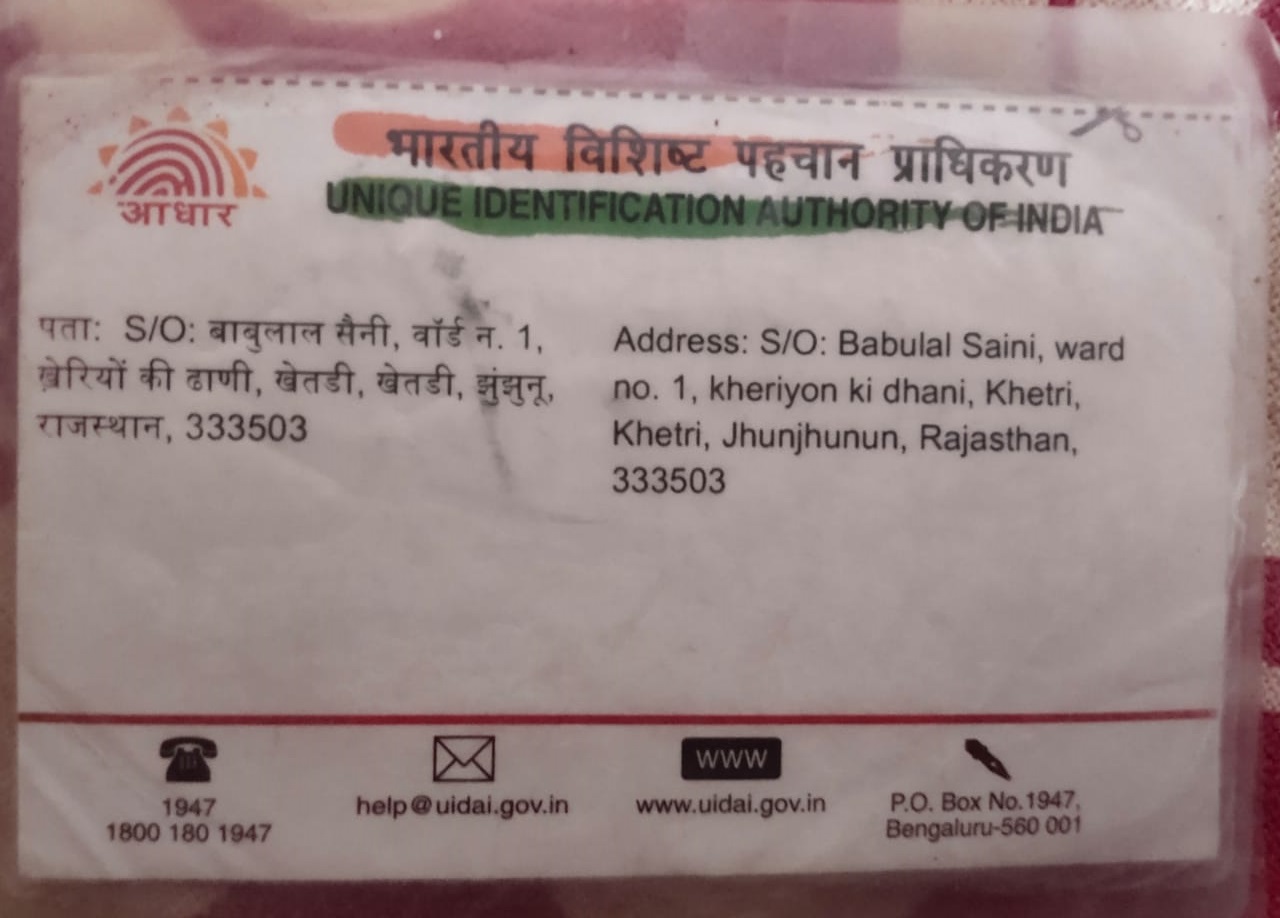 भारतीय विशिष्ट पहचान प्राधिकरण
UNIQUE IDENTIFICATION AUTHORITY OF INDIA
आधार
पता: S/O: बाबुलाल सैनी, वॉर्ड न. 1,
ख़ेरियों की ढाणी, खेतडी, खेतडी, झुंझुनू,
राजस्थान, 333503
Address: S/O: Babulal Saini, ward
no. 1, kheriyon ki dhani, Khetri,
Khetri, Jhunjhunun, Rajasthan,
333503
1947
1800 180 1947
help@uidai.gov.in
www
www.uidai.gov.in
P.O. Box No.1947,
Bengaluru-560 001